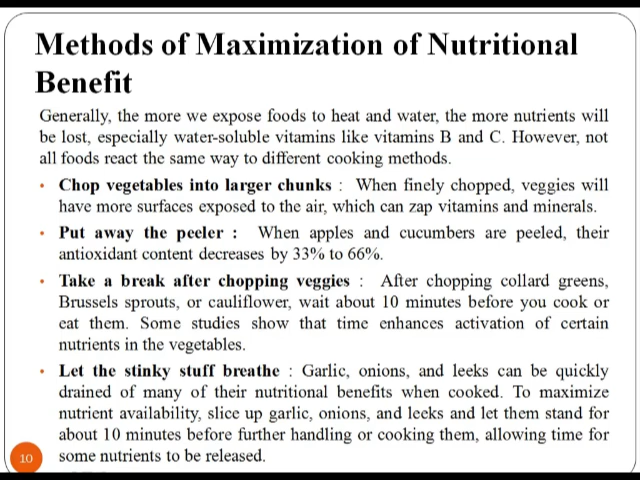 Methods of Maximization of Nutritional
Benefit
Generally, the more we expose foods to heat and water, the more nutrients will
be lost, especially water-soluble vitamins like vitamins B and C. However, not
all foods react the same way to different cooking methods.
• Chop vegetables into larger chunks : When finely chopped, veggies will
have more surfaces exposed to the air, which can zap vitamins and minerals.
• Put away the peeler : When apples and cucumbers are peeled, their
antioxidant content decreases by 33% to 66%.
• Take a break after chopping veggies : After chopping collard greens,
Brussels sprouts, or cauliflower, wait about 10 minutes before you cook or
eat them. Some studies show that time enhances activation of certain
nutrients in the vegetables.
• Let the stinky stuff breathe : Garlic, onions, and leeks can be quickly
drained of many of their nutritional benefits when cooked. To maximize
nutrient availability, slice up garlic, onions, and leeks and let them stand for
about 10 minutes before further handling or cooking them, allowing time for
some nutrients to be released.
10